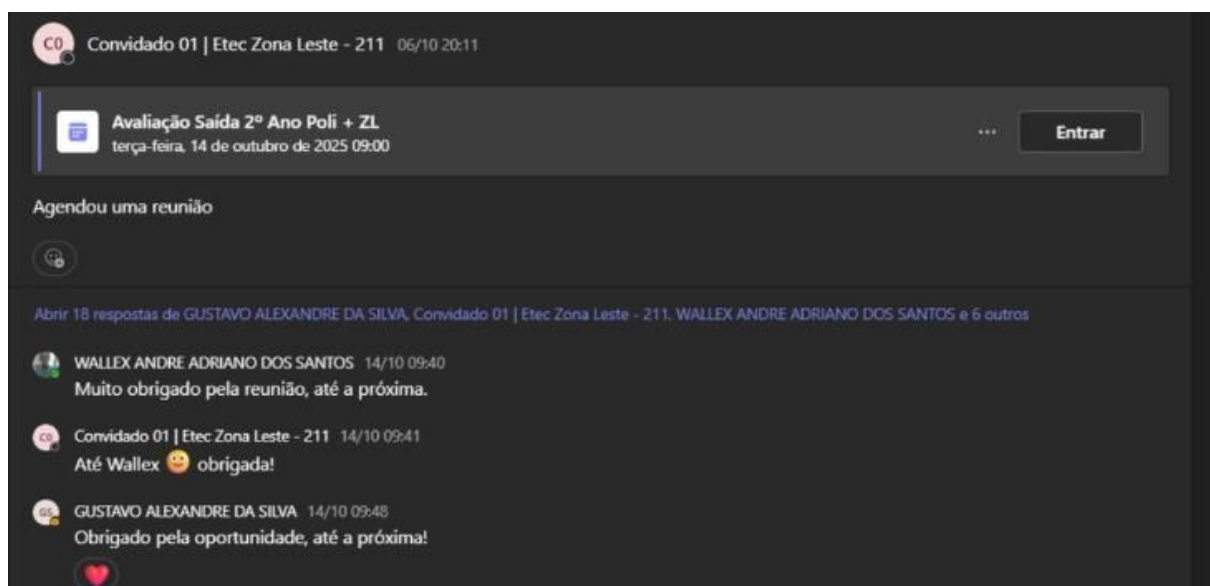 CO Convidado 01 | Etec Zona Leste - 211 06/10 20:11
Avaliação Saída 2º Ano Poli + ZL
terça-feira, 14 de outubro de 2025 09:00
... Entrar
Agendou uma reunião
Abrir 18 respostas de GUSTAVO ALEXANDRE DA SILVA, Convidado 01 | Etec Zona Leste - 211, WALLEX ANDRE ADRIANO DOS SANTOS e 6 outros
WALLEX ANDRE ADRIANO DOS SANTOS 14/10 09:40
Muito obrigado pela reunião, até a próxima.
CO Convidado 01 | Etec Zona Leste - 211 14/10 09:41
Até Wallex 🙂 obrigada!
GS GUSTAVO ALEXANDRE DA SILVA 14/10 09:48
Obrigado pela oportunidade, até a próxima!